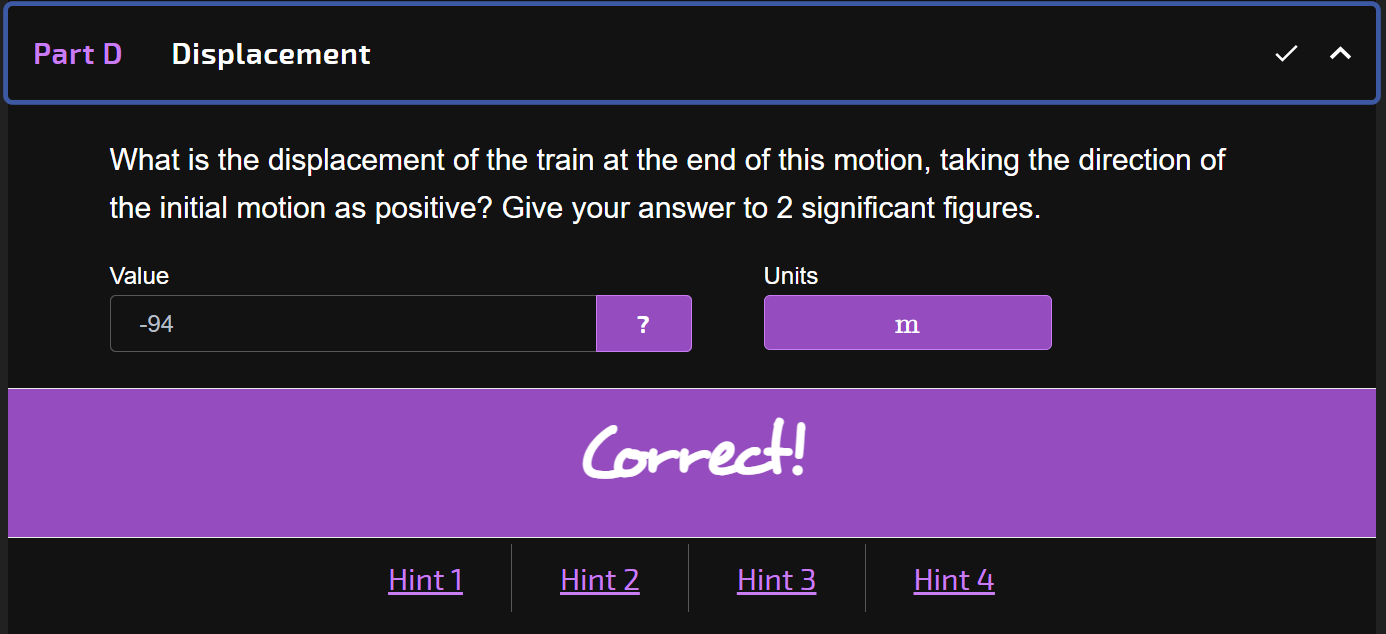 Part D Displacement
What is the displacement of the train at the end of this motion, taking the direction of
the initial motion as positive? Give your answer to 2 significant figures.
Value Units
-94 ? m
Correct!
Hint 1 Hint 2 Hint 3 Hint 4